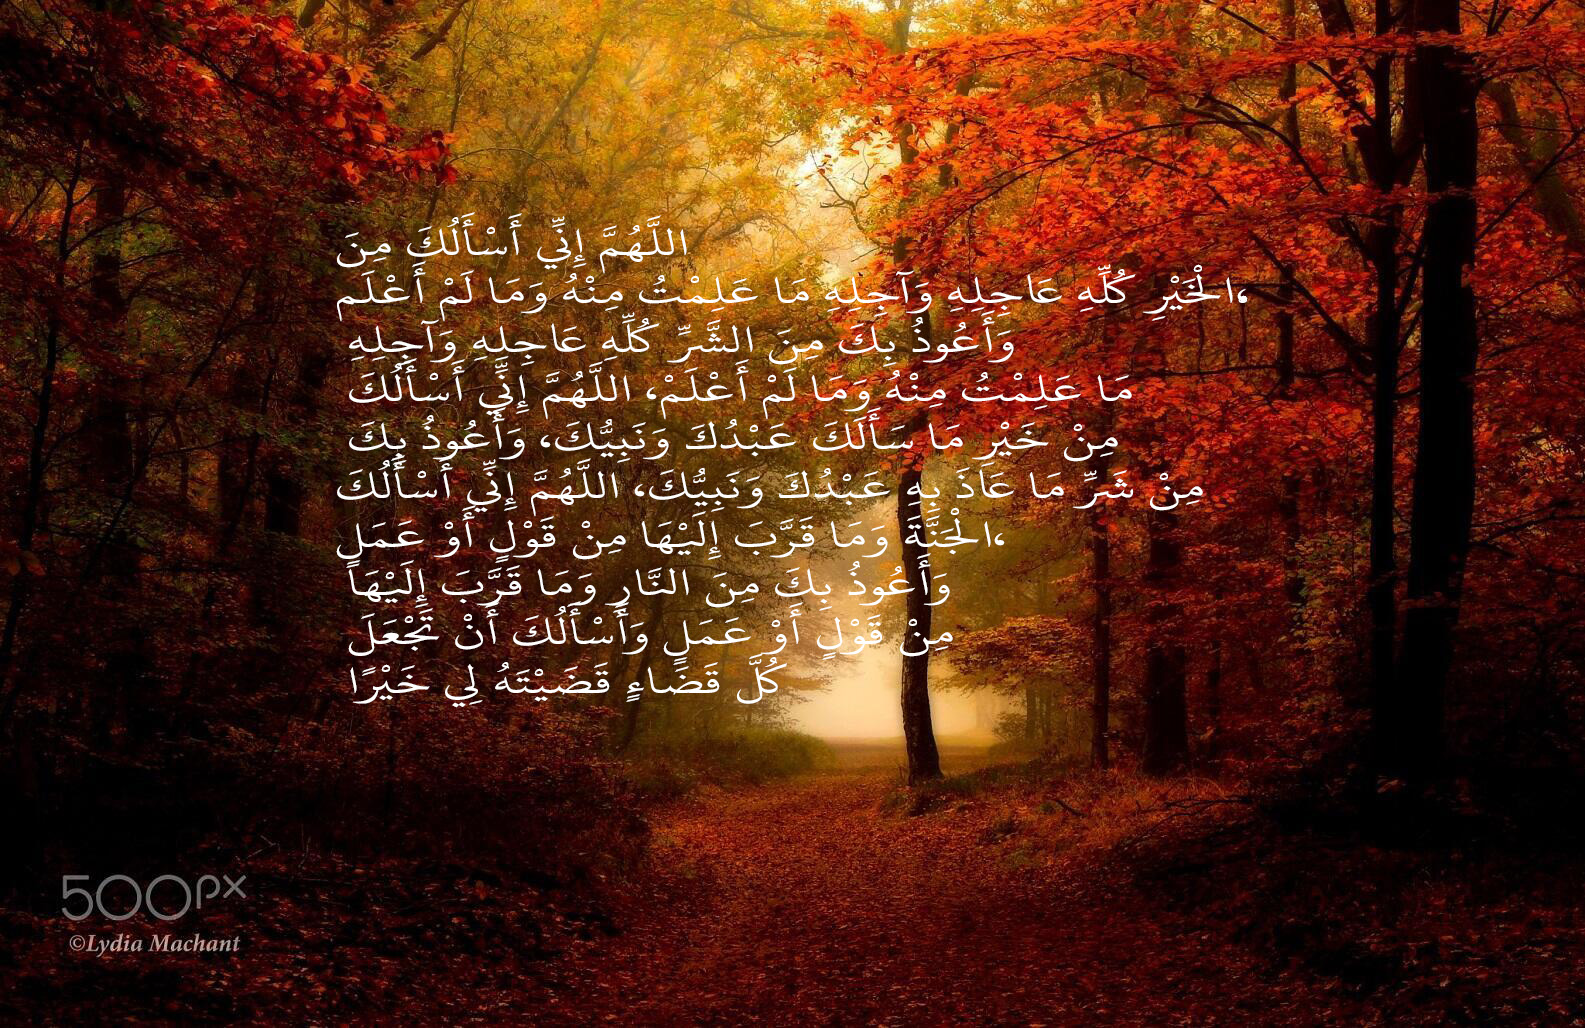 اللَّهُمَّ إِنِّي أَسْأَلُكَ مِنَ
الْخَيْرِ كُلِّهِ عَاجِلِهِ وَآجِلِهِ مَا عَلِمْتُ مِنْهُ وَمَا لَمْ أَعْلَم،
وَأَعُوذُ بِكَ مِنَ الشَّرِّ كُلِّهِ عَاجِلِهِ وَآجِلِهِ
مَا عَلِمْتُ مِنْهُ وَمَا لَمْ أَعْلَمْ، اللَّهُمَّ إِنِّي أَسْأَلُكَ
مِنْ خَيْرِ مَا سَأَلَكَ عَبْدُكَ وَنَبِيُّكَ، وَأَعُوذُ بِكَ
مِنْ شَرِّ مَا عَاذَ بِهِ عَبْدُكَ وَنَبِيُّكَ، اللَّهُمَّ إِنِّي أَسْأَلُكَ
الْجَنَّةَ وَمَا قَرَّبَ إِلَيْهَا مِنْ قَوْلٍ أَوْ عَمَلٍ،
وَأَعُوذُ بِكَ مِنَ النَّارِ وَمَا قَرَّبَ إِلَيْهَا
مِنْ قَوْلٍ أَوْ عَمَلٍ وَأَسْأَلُكَ أَنْ تَجْعَلَ
كُلَّ قَضَاءٍ قَضَيْتَهُ لِي خَيْرًا
500px
©Lydia Machant